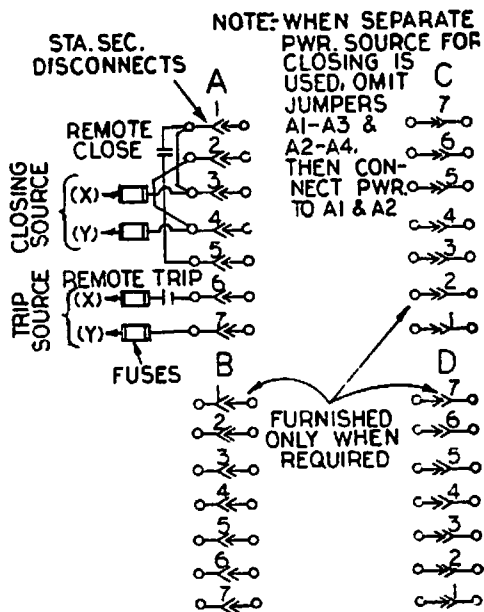 NOTE:-WHEN SEPARATE
PWR. SOURCE FOR
CLOSING IS
USED, OMIT
JUMPERS
A1-A3 &
A2-A4,
THEN CON-
NECT PWR.
TO A1 & A2
STA. SEC.
DISCONNECTS
A
1
2
3
4
5
6
7
REMOTE
CLOSE
CLOSING
SOURCE
(X)
(Y)
TRIP
SOURCE
REMOTE TRIP
(X)
(Y)
FUSES
C
7
6
5
4
3
2
1
B
1
2
3
4
5
6
7
FURNISHED
ONLY WHEN
REQUIRED
D
7
6
5
4
3
2
1